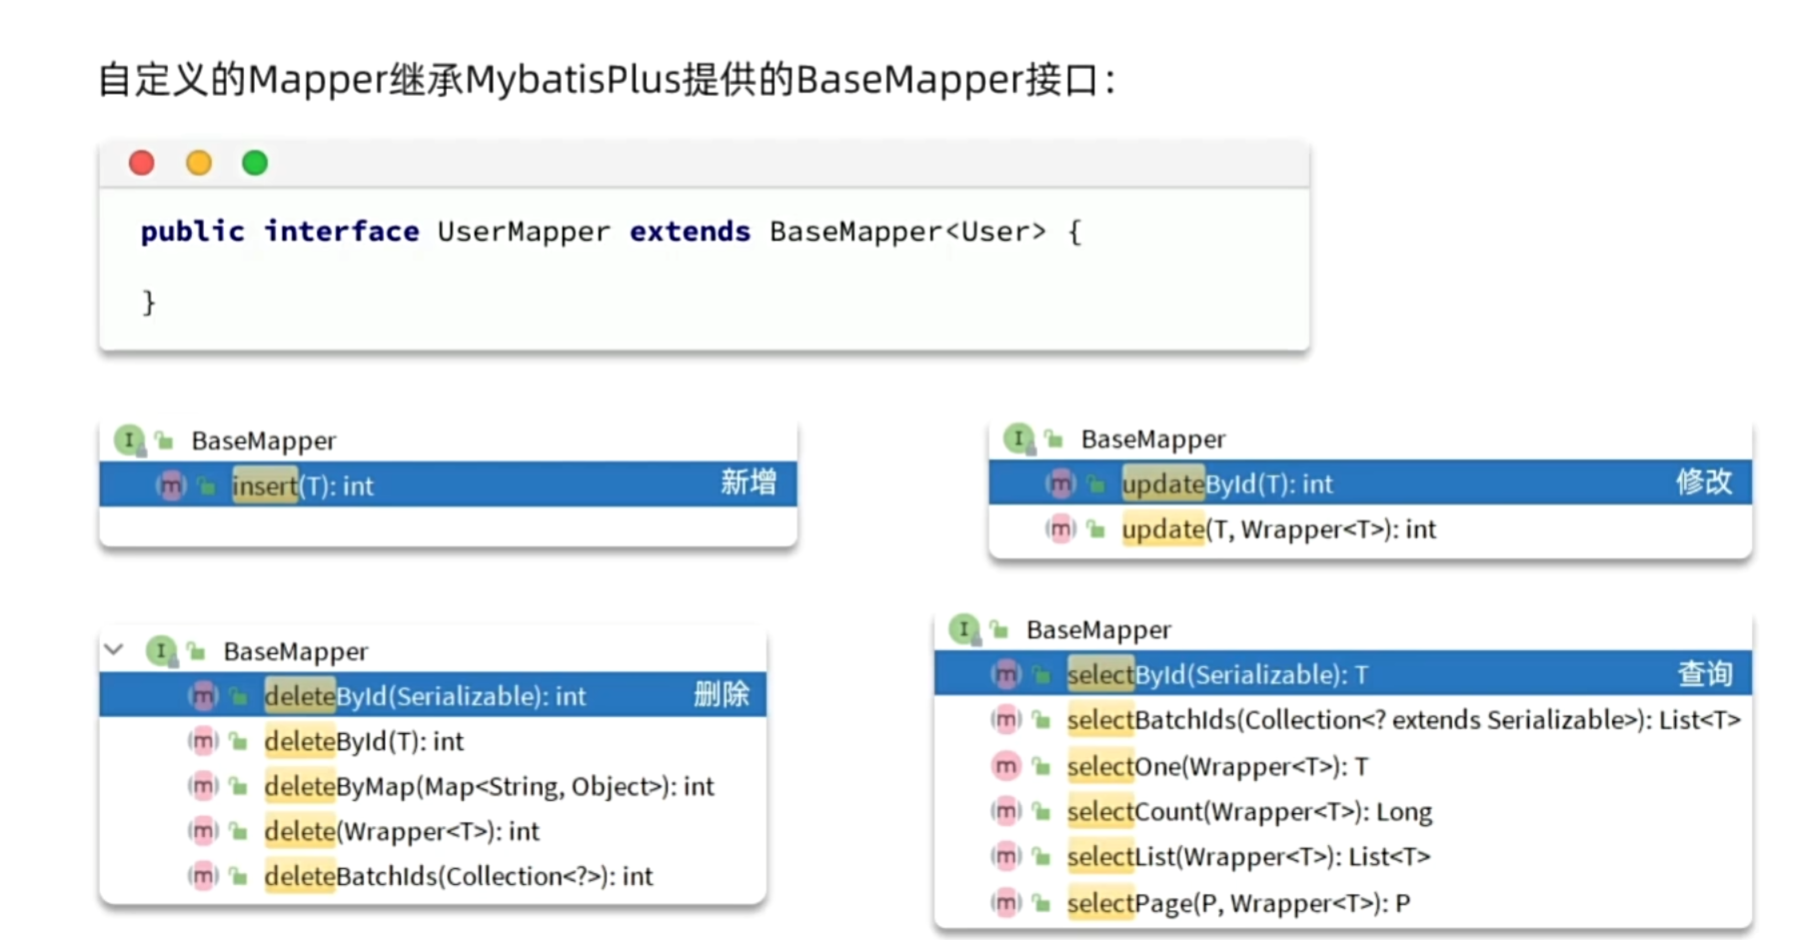 自定义的Mapper继承MybatisPlus提供的BaseMapper接口：
public interface UserMapper extends BaseMapper<User> {
}
BaseMapper
insert(T): int 新增
BaseMapper
updateById(T): int 修改
update(T, Wrapper<T>): int
BaseMapper
deleteById(Serializable): int 删除
deleteById(T): int
deleteByMap(Map<String, Object>): int
delete(Wrapper<T>): int
deleteBatchIds(Collection<?>): int
BaseMapper
selectById(Serializable): T 查询
selectBatchIds(Collection<? extends Serializable>): List<T>
selectOne(Wrapper<T>): T
selectCount(Wrapper<T>): Long
selectList(Wrapper<T>): List<T>
selectPage(P, Wrapper<T>): P